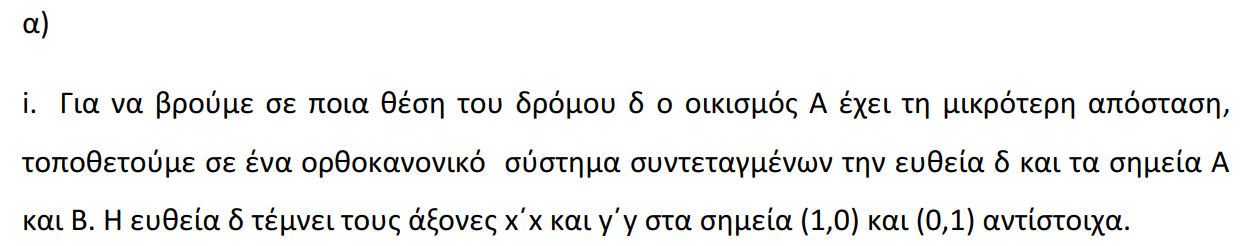 α)
i. Για να βρούμε σε ποια θέση του δρόμου δ ο οικισμός Α έχει τη μικρότερη απόσταση,
τοποθετούμε σε ένα ορθοκανονικό σύστημα συντεταγμένων την ευθεία δ και τα σημεία Α
και Β. Η ευθεία δ τέμνει τους άξονες x΄x και y΄y στα σημεία (1,0) και (0,1) αντίστοιχα.